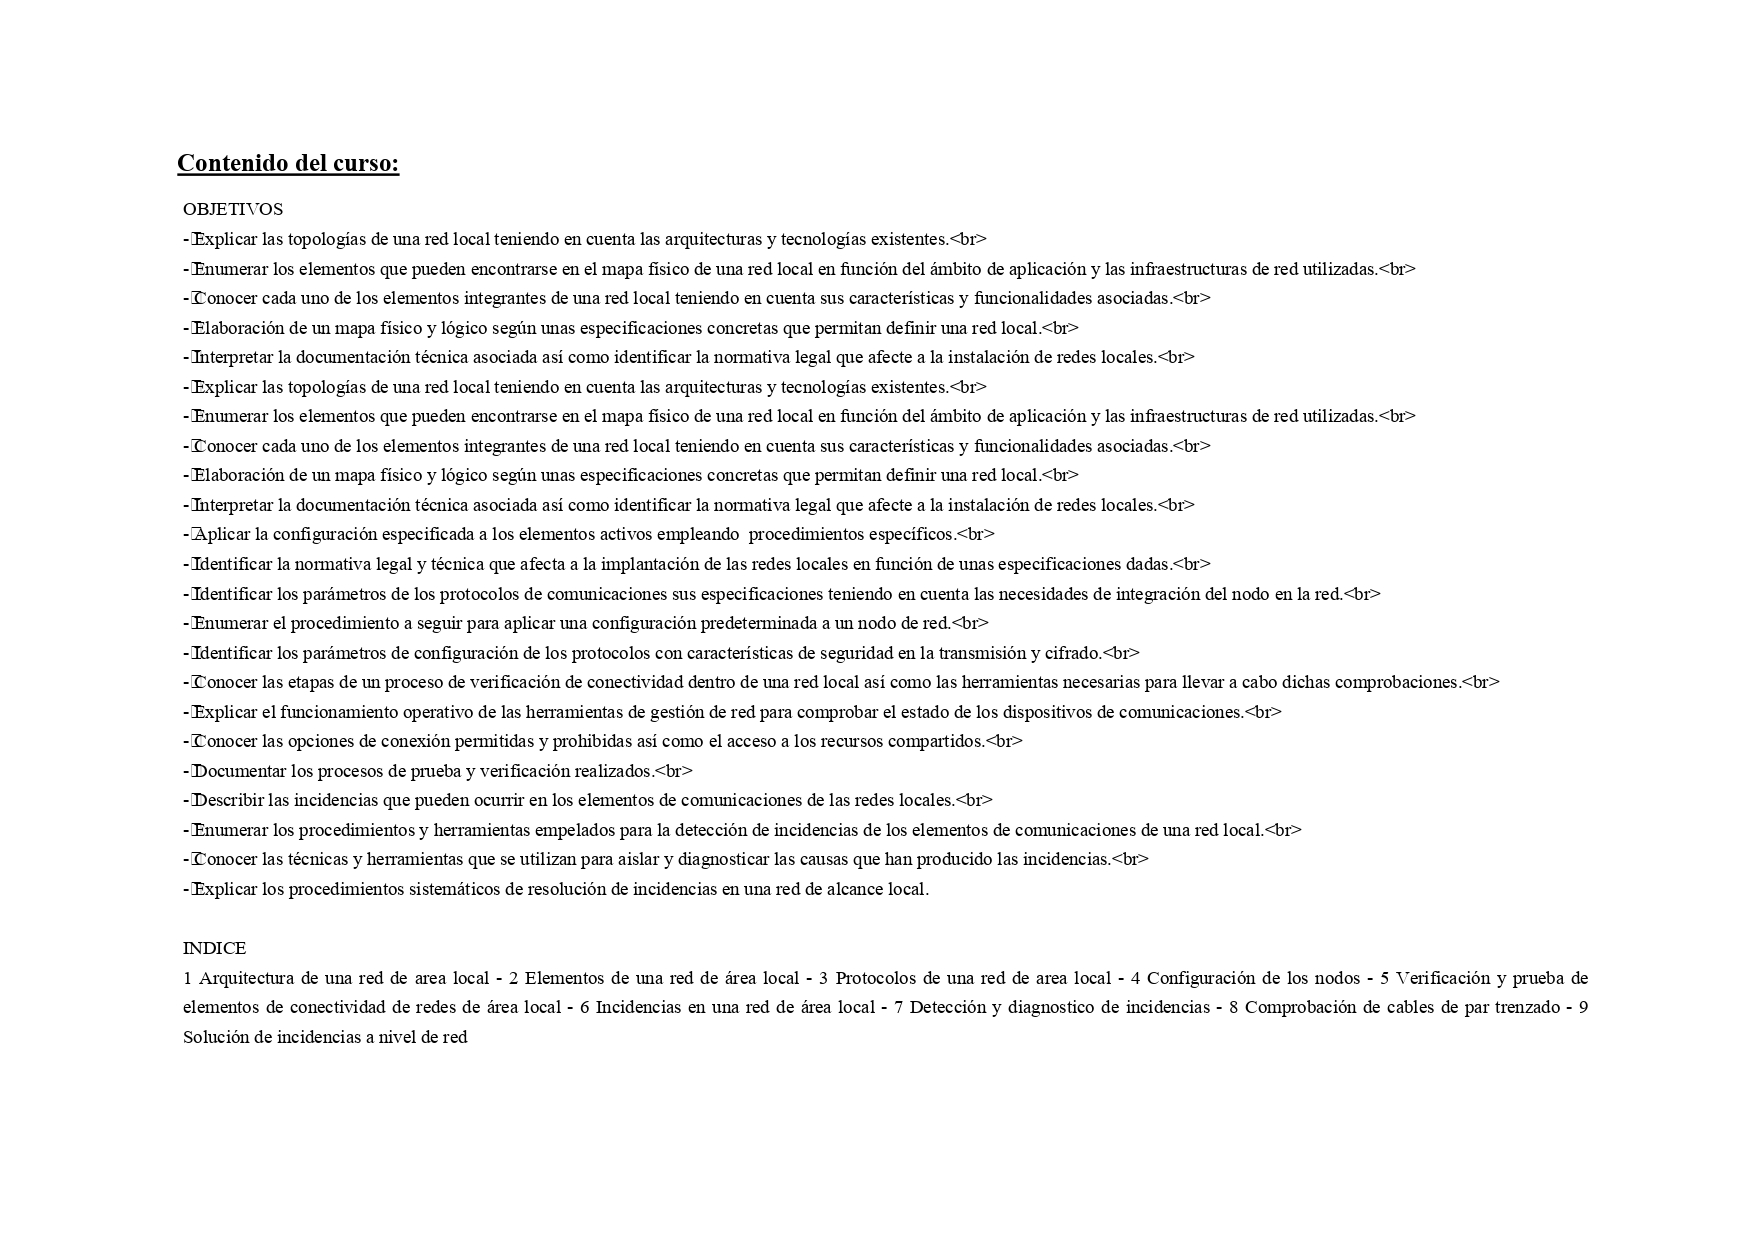 Contenido del curso:
OBJETIVOS
- Explicar las topologías de una red local teniendo en cuenta las arquitecturas y tecnologías existentes.<br>
- Enumerar los elementos que pueden encontrarse en el mapa físico de una red local en función del ámbito de aplicación y las infraestructuras de red utilizadas.<br>
- Conocer cada uno de los elementos integrantes de una red local teniendo en cuenta sus características y funcionalidades asociadas.<br>
- Elaboración de un mapa físico y lógico según unas especificaciones concretas que permitan definir una red local.<br>
- Interpretar la documentación técnica asociada así como identificar la normativa legal que afecte a la instalación de redes locales.<br>
- Explicar las topologías de una red local teniendo en cuenta las arquitecturas y tecnologías existentes.<br>
- Enumerar los elementos que pueden encontrarse en el mapa físico de una red local en función del ámbito de aplicación y las infraestructuras de red utilizadas.<br>
- Conocer cada uno de los elementos integrantes de una red local teniendo en cuenta sus características y funcionalidades asociadas.<br>
- Elaboración de un mapa físico y lógico según unas especificaciones concretas que permitan definir una red local.<br>
- Interpretar la documentación técnica asociada así como identificar la normativa legal que afecte a la instalación de redes locales.<br>
- Aplicar la configuración especificada a los elementos activos empleando  procedimientos específicos.<br>
- Identificar la normativa legal y técnica que afecta a la implantación de las redes locales en función de unas especificaciones dadas.<br>
- Identificar los parámetros de los protocolos de comunicaciones sus especificaciones teniendo en cuenta las necesidades de integración del nodo en la red.<br>
- Enumerar el procedimiento a seguir para aplicar una configuración predeterminada a un nodo de red.<br>
- Identificar los parámetros de configuración de los protocolos con características de seguridad en la transmisión y cifrado.<br>
- Conocer las etapas de un proceso de verificación de conectividad dentro de una red local así como las herramientas necesarias para llevar a cabo dichas comprobaciones.<br>
- Explicar el funcionamiento operativo de las herramientas de gestión de red para comprobar el estado de los dispositivos de comunicaciones.<br>
- Conocer las opciones de conexión permitidas y prohibidas así como el acceso a los recursos compartidos.<br>
- Documentar los procesos de prueba y verificación realizados.<br>
- Describir las incidencias que pueden ocurrir en los elementos de comunicaciones de las redes locales.<br>
- Enumerar los procedimientos y herramientas empelados para la detección de incidencias de los elementos de comunicaciones de una red local.<br>
- Conocer las técnicas y herramientas que se utilizan para aislar y diagnosticar las causas que han producido las incidencias.<br>
- Explicar los procedimientos sistemáticos de resolución de incidencias en una red de alcance local.
INDICE
1 Arquitectura de una red de area local - 2 Elementos de una red de área local - 3 Protocolos de una red de area local - 4 Configuración de los nodos - 5 Verificación y prueba de
elementos de conectividad de redes de área local - 6 Incidencias en una red de área local - 7 Detección y diagnostico de incidencias - 8 Comprobación de cables de par trenzado - 9
Solución de incidencias a nivel de red